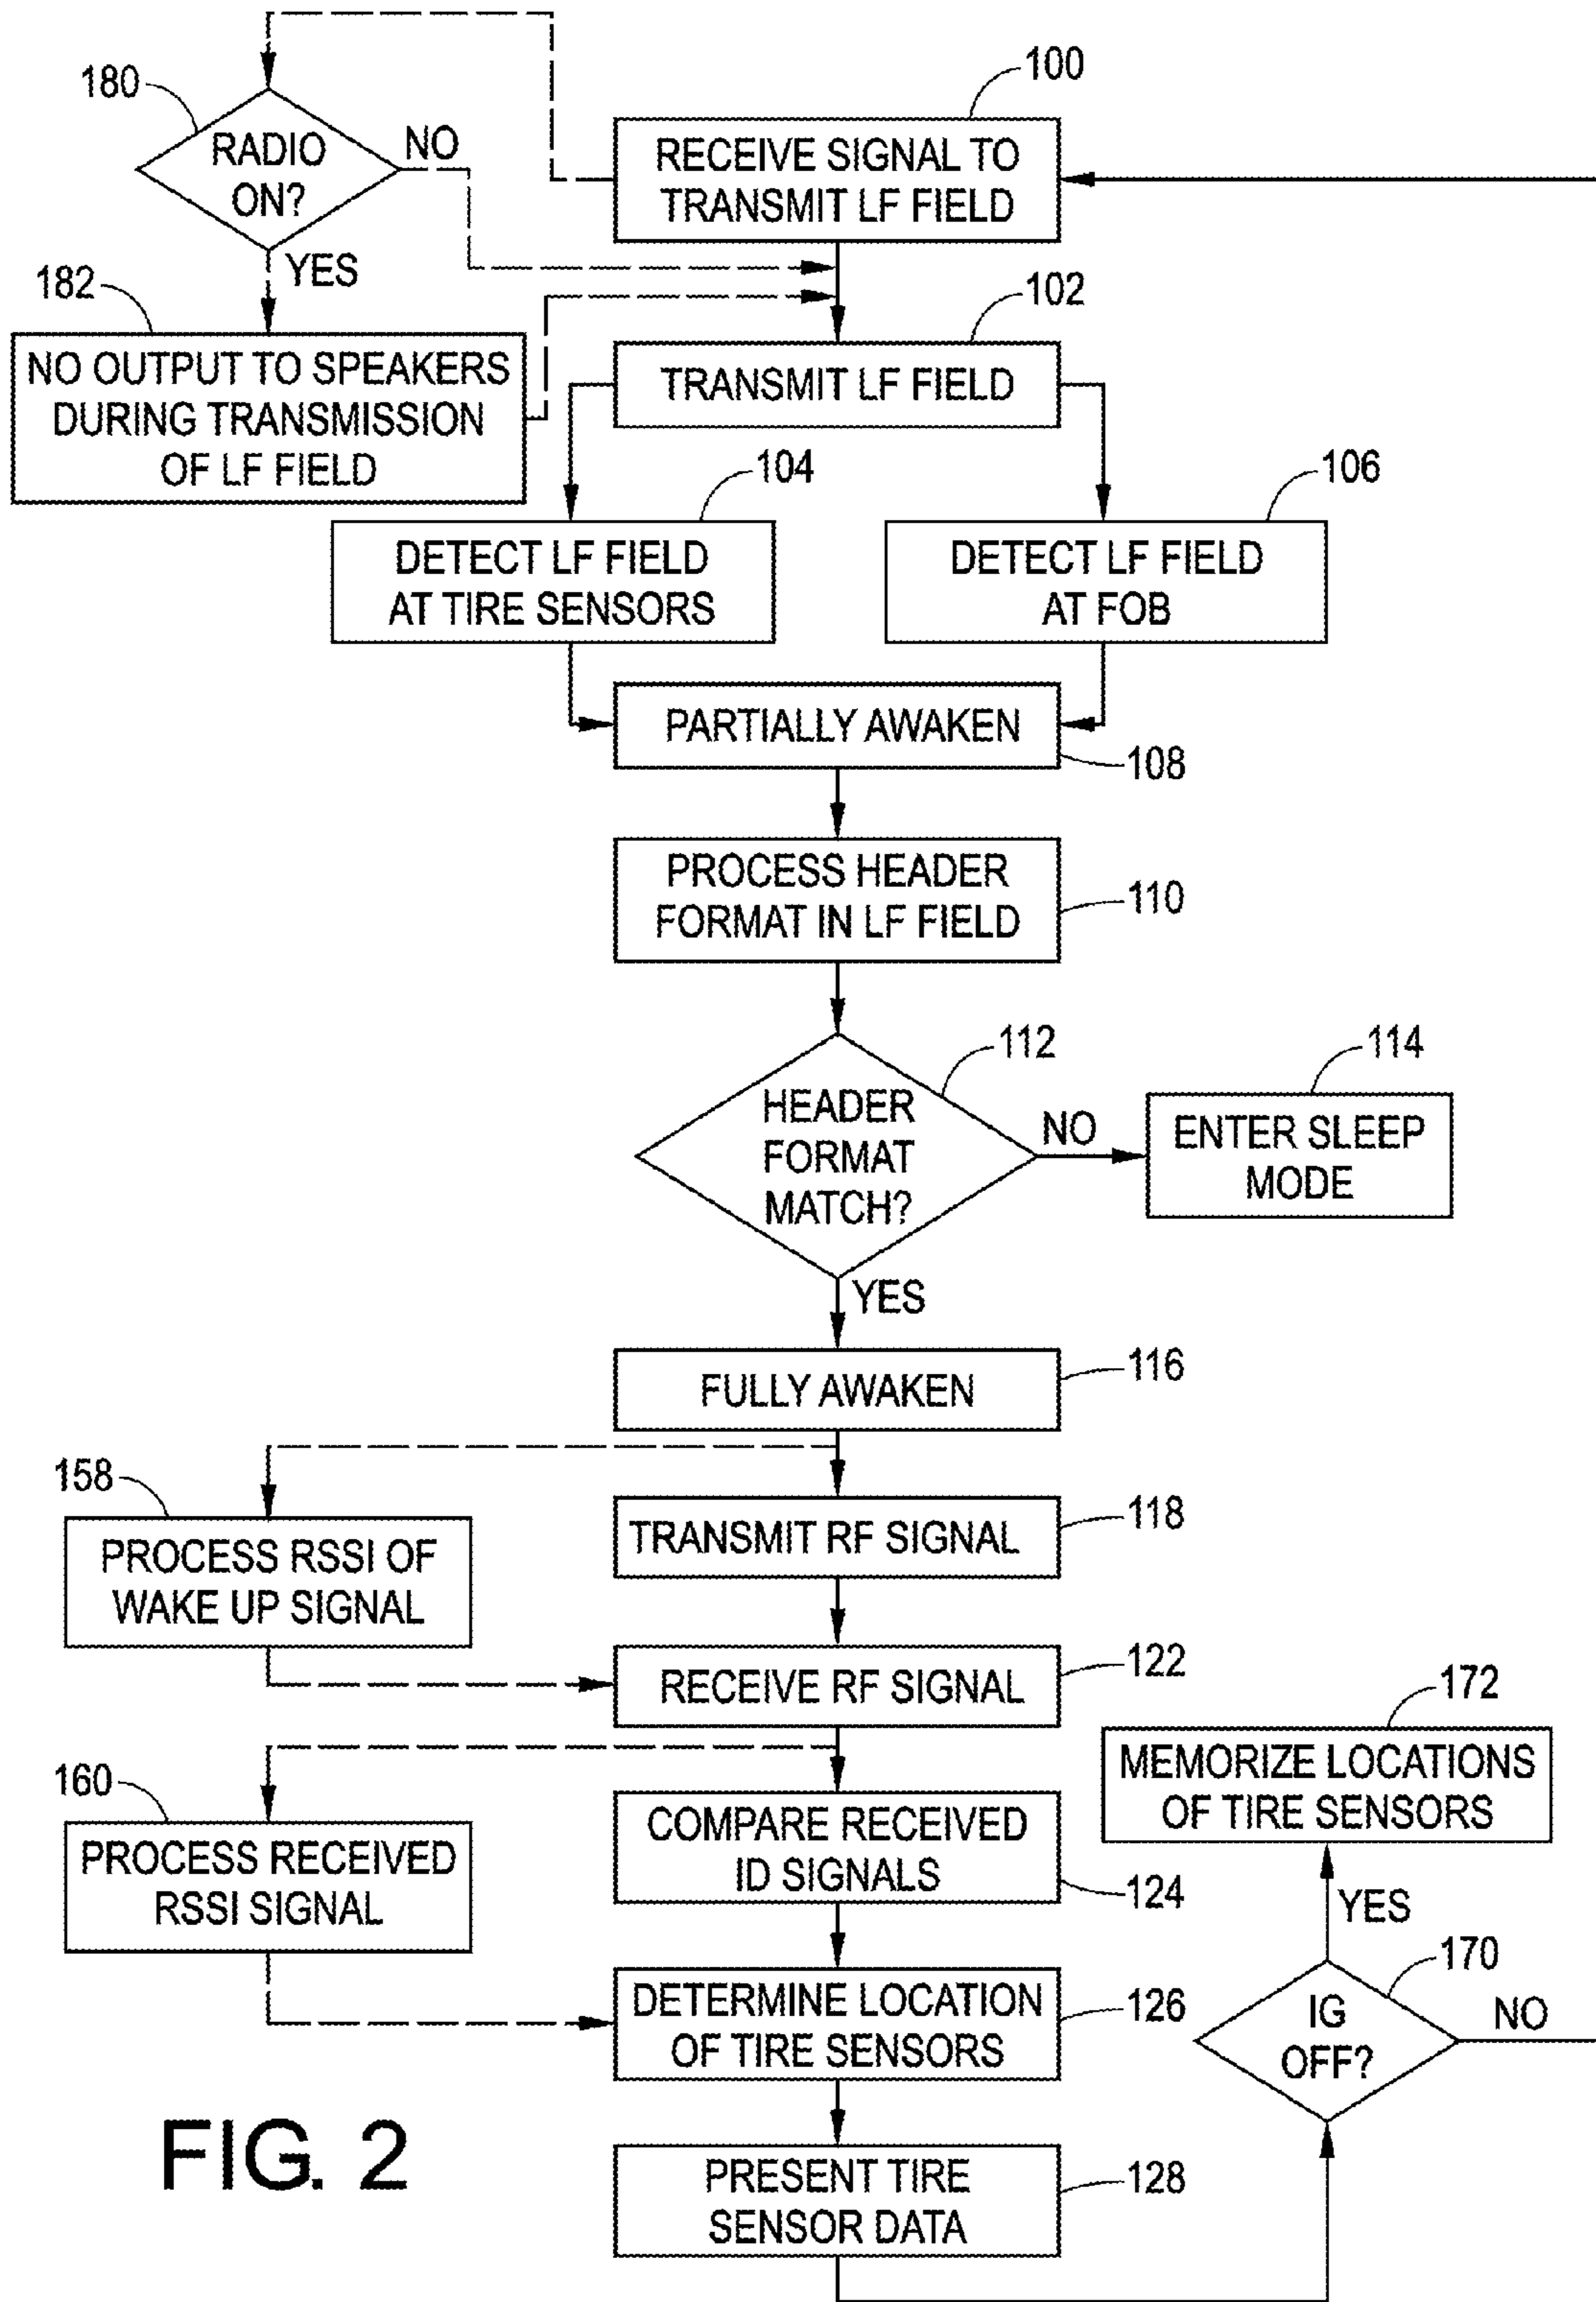 100
RECEIVE SIGNAL TO
TRANSMIT LF FIELD
180
RADIO
ON?
NO
YES
182
NO OUTPUT TO SPEAKERS
DURING TRANSMISSION
OF LF FIELD
102
TRANSMIT LF FIELD
104
DETECT LF FIELD
AT TIRE SENSORS
106
DETECT LF FIELD
AT FOB
PARTIALLY AWAKEN
108
PROCESS HEADER
FORMAT IN LF FIELD
110
112
HEADER
FORMAT
MATCH?
NO
114
ENTER SLEEP
MODE
YES
FULLY AWAKEN
116
158
PROCESS RSSI OF
WAKE UP SIGNAL
TRANSMIT RF SIGNAL
118
RECEIVE RF SIGNAL
122
160
PROCESS RECEIVED
RSSI SIGNAL
COMPARE RECEIVED
ID SIGNALS
124
DETERMINE LOCATION
OF TIRE SENSORS
126
PRESENT TIRE
SENSOR DATA
128
172
MEMORIZE LOCATIONS
OF TIRE SENSORS
YES
170
IG
OFF?
NO
FIG. 2